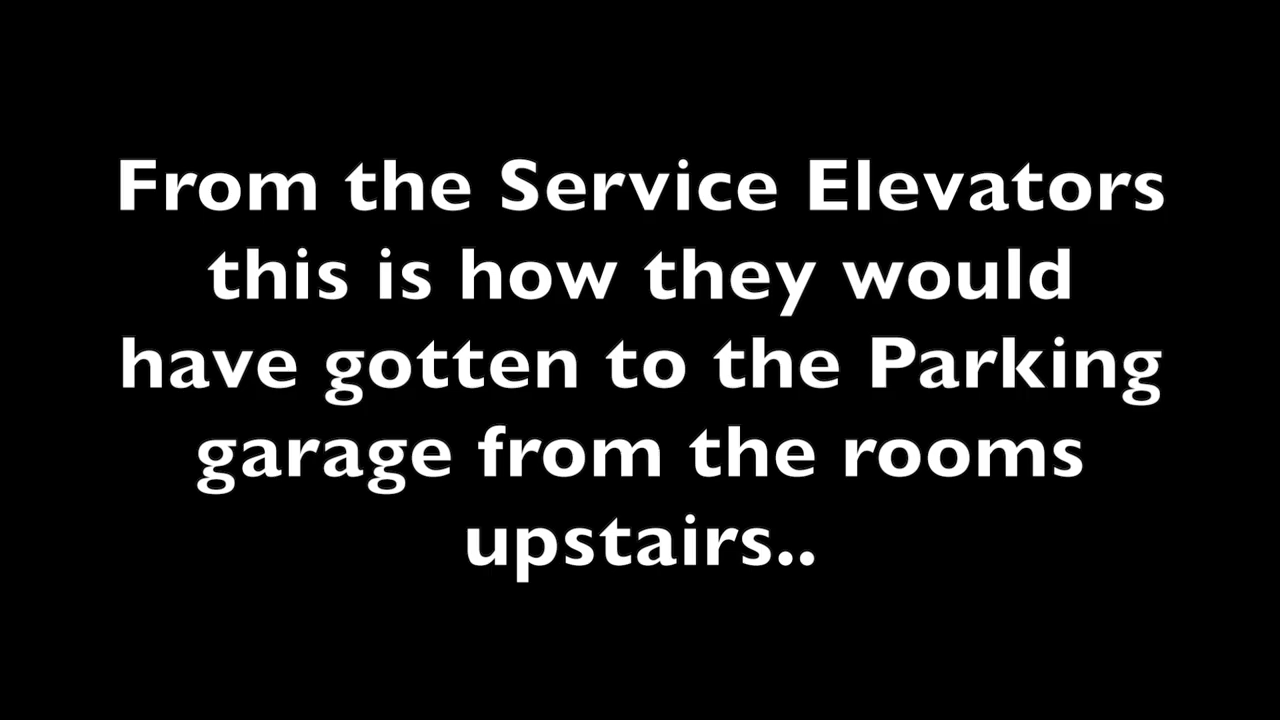 From the Service Elevators
this is how they would
have gotten to the Parking
garage from the rooms
upstairs..